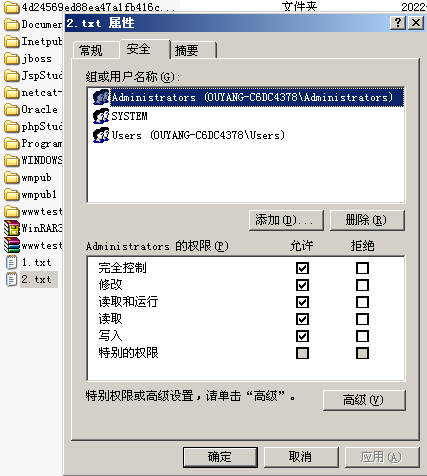 4d24569ed88ea47a1fb416c... 文件夹 2022
Documen
Inetpub
jboss
JspStud
netcat-
Oracle
phpStud
Program
WINDOWS
wmpub
wmpub1
wwwtest
WinRAR3
wwwtest
1.txt
2.txt
2.txt 属性
常规 安全 摘要
组或用户名称(G):
Administrators (OUYANG-C6DC4378\Administrators)
SYSTEM
Users (OUYANG-C6DC4378\Users)
添加(D)... 删除(R)
Administrators 的权限(P) 允许 拒绝
完全控制
修改
读取和运行
读取
写入
特别的权限
特别权限或高级设置，请单击“高级”。 高级(V)
确定 取消 应用(A)